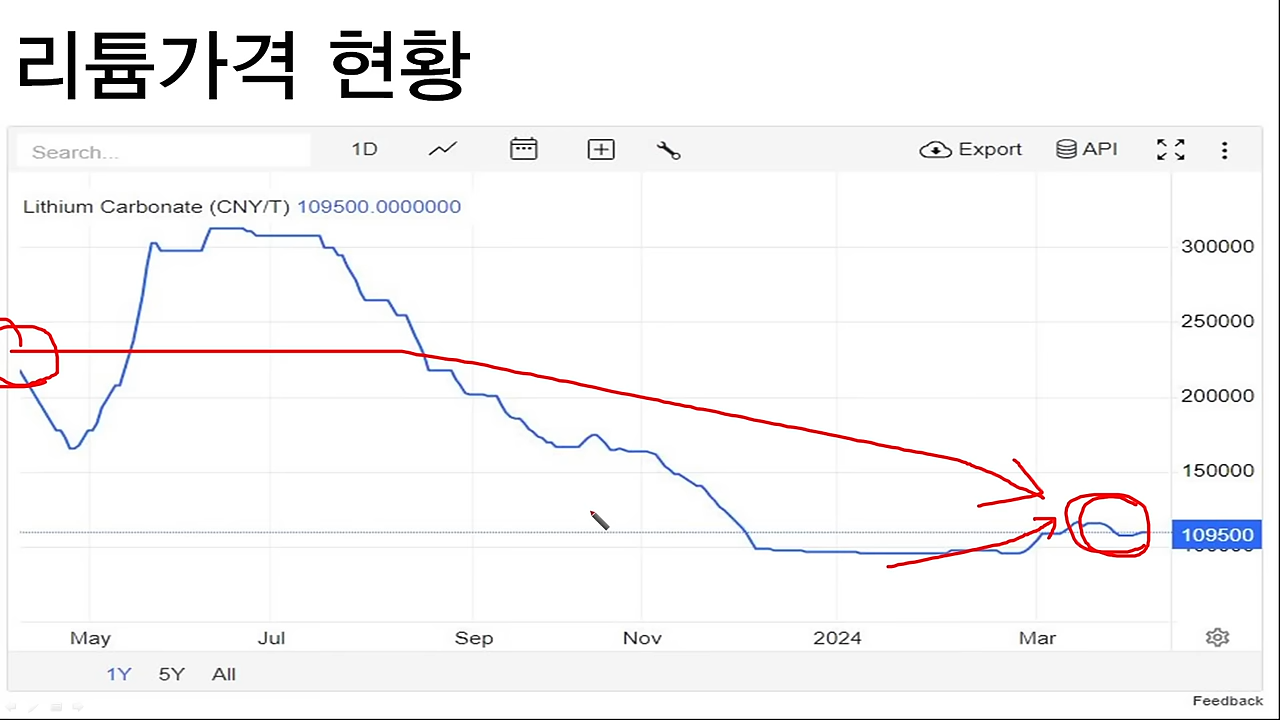 리튬가격 현황
Search...
1D
Export
API
Lithium Carbonate (CNY/T) 109500.0000000
300000
250000
200000
150000
109500
May Jul Sep Nov 2024 Mar
1Y 5Y All
Feedback